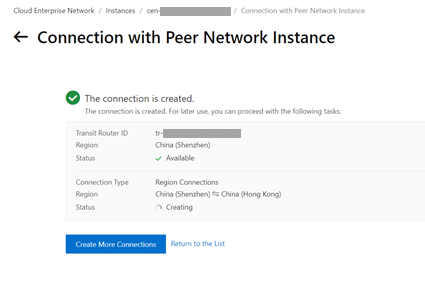 Cloud Enterprise Network / Instances / cen- / Connection with Peer Network Instance
← Connection with Peer Network Instance
The connection is created.
The connection is created. For later use, you can proceed with the following tasks:
Transit Router ID tr-
Region China (Shenzhen)
Status Available
Connection Type Region Connections
Region China (Shenzhen) ⇋ China (Hong Kong)
Status Creating
Create More Connections Return to the List